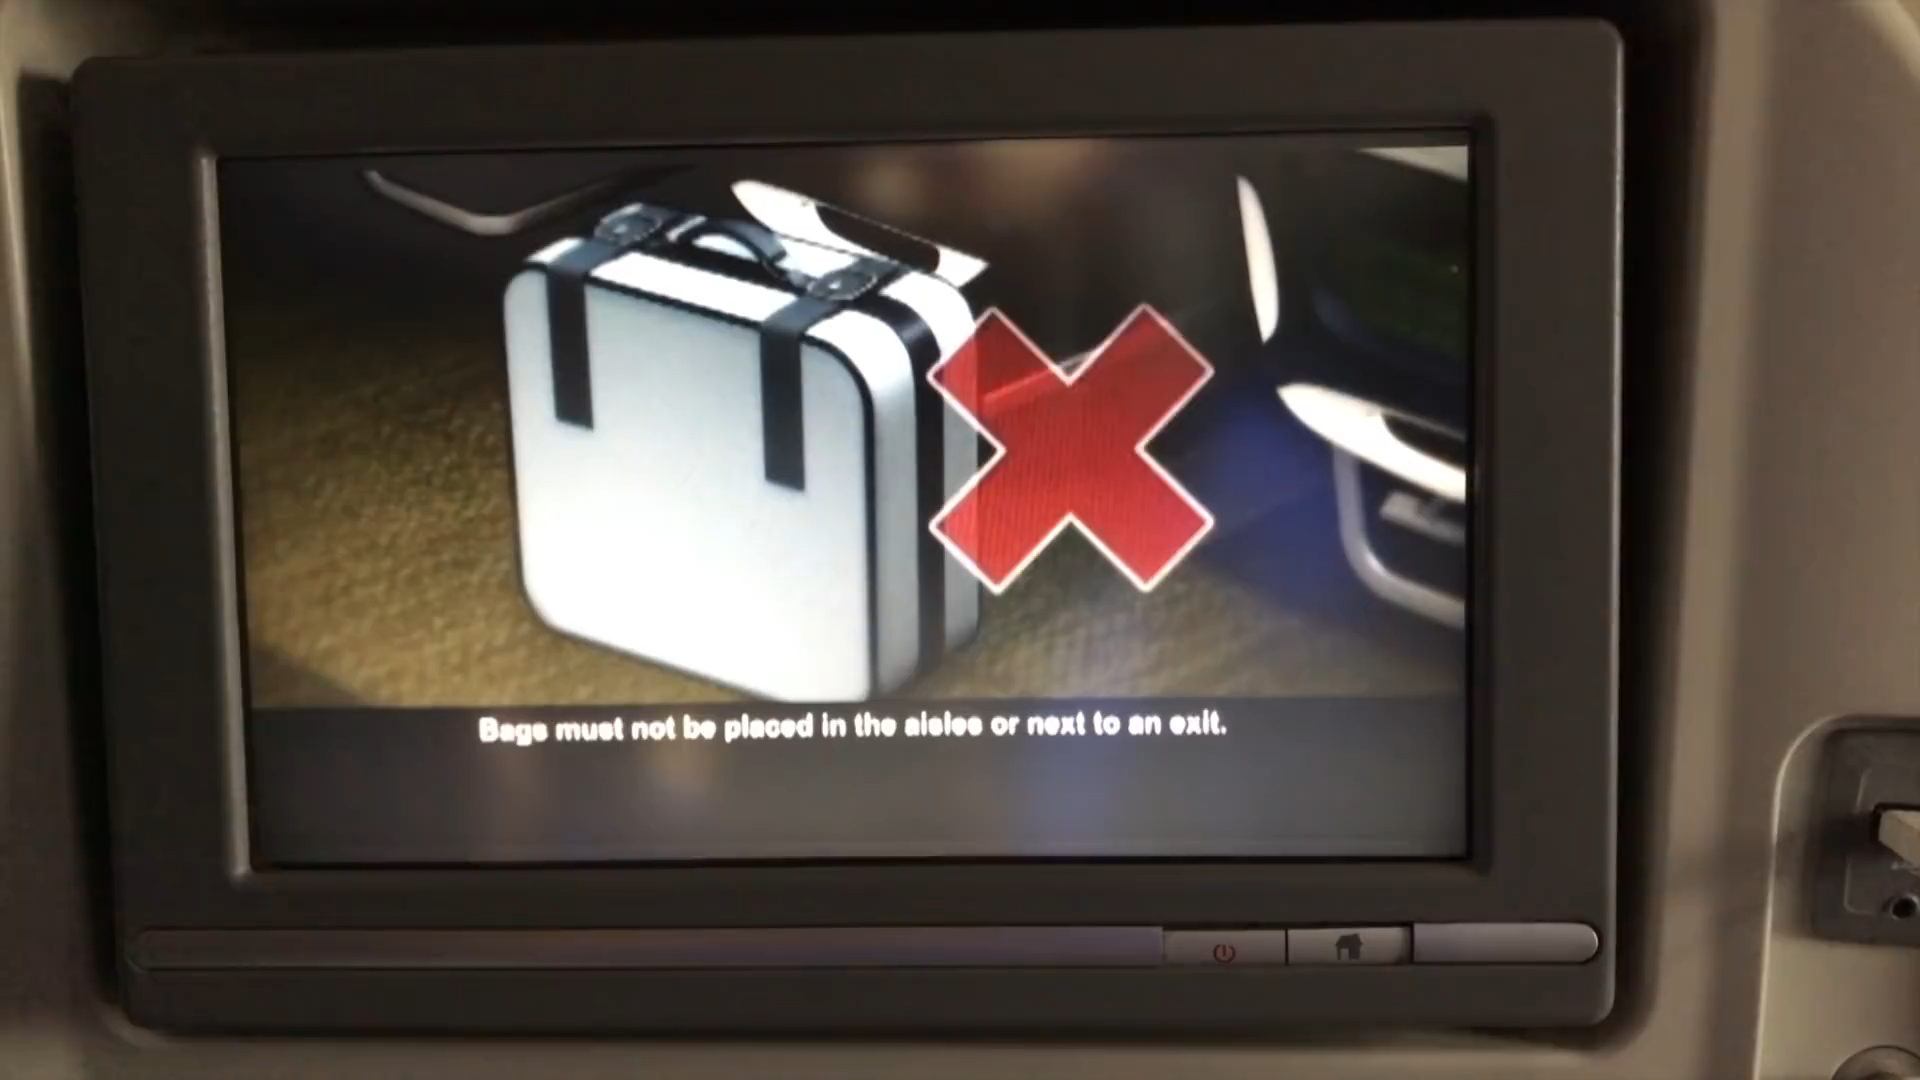 Bags must not be placed in the aisles or next to an exit.